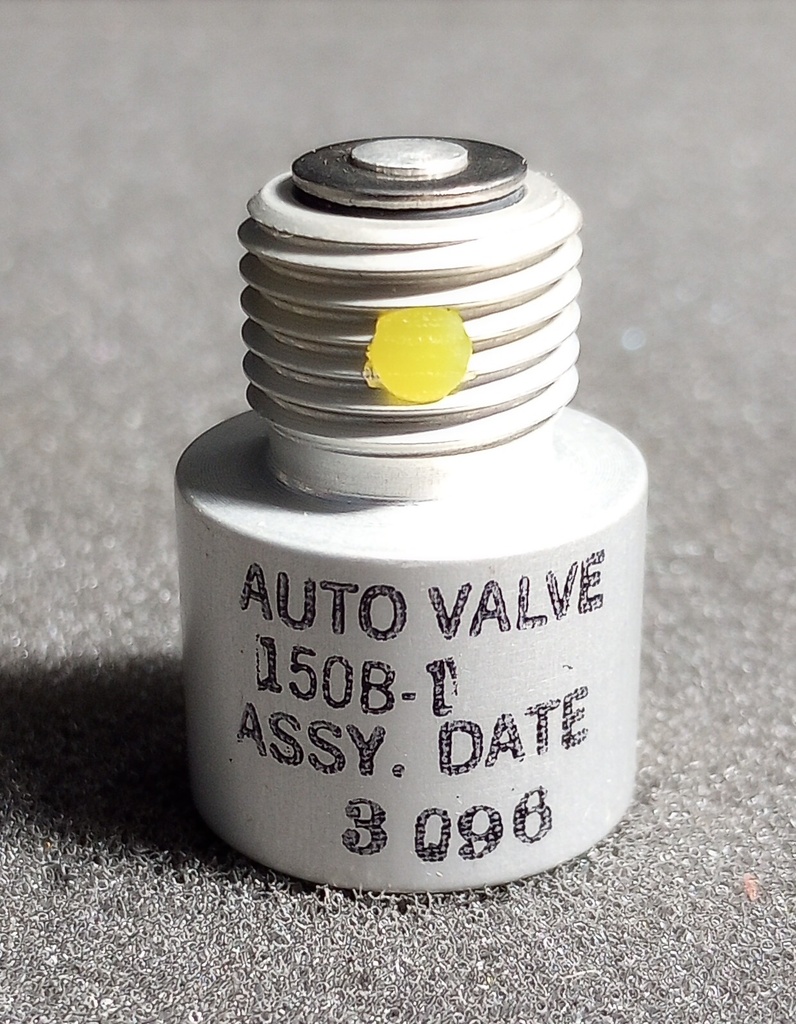 AUTO VALVE
150B-1
ASSY. DATE
3 096